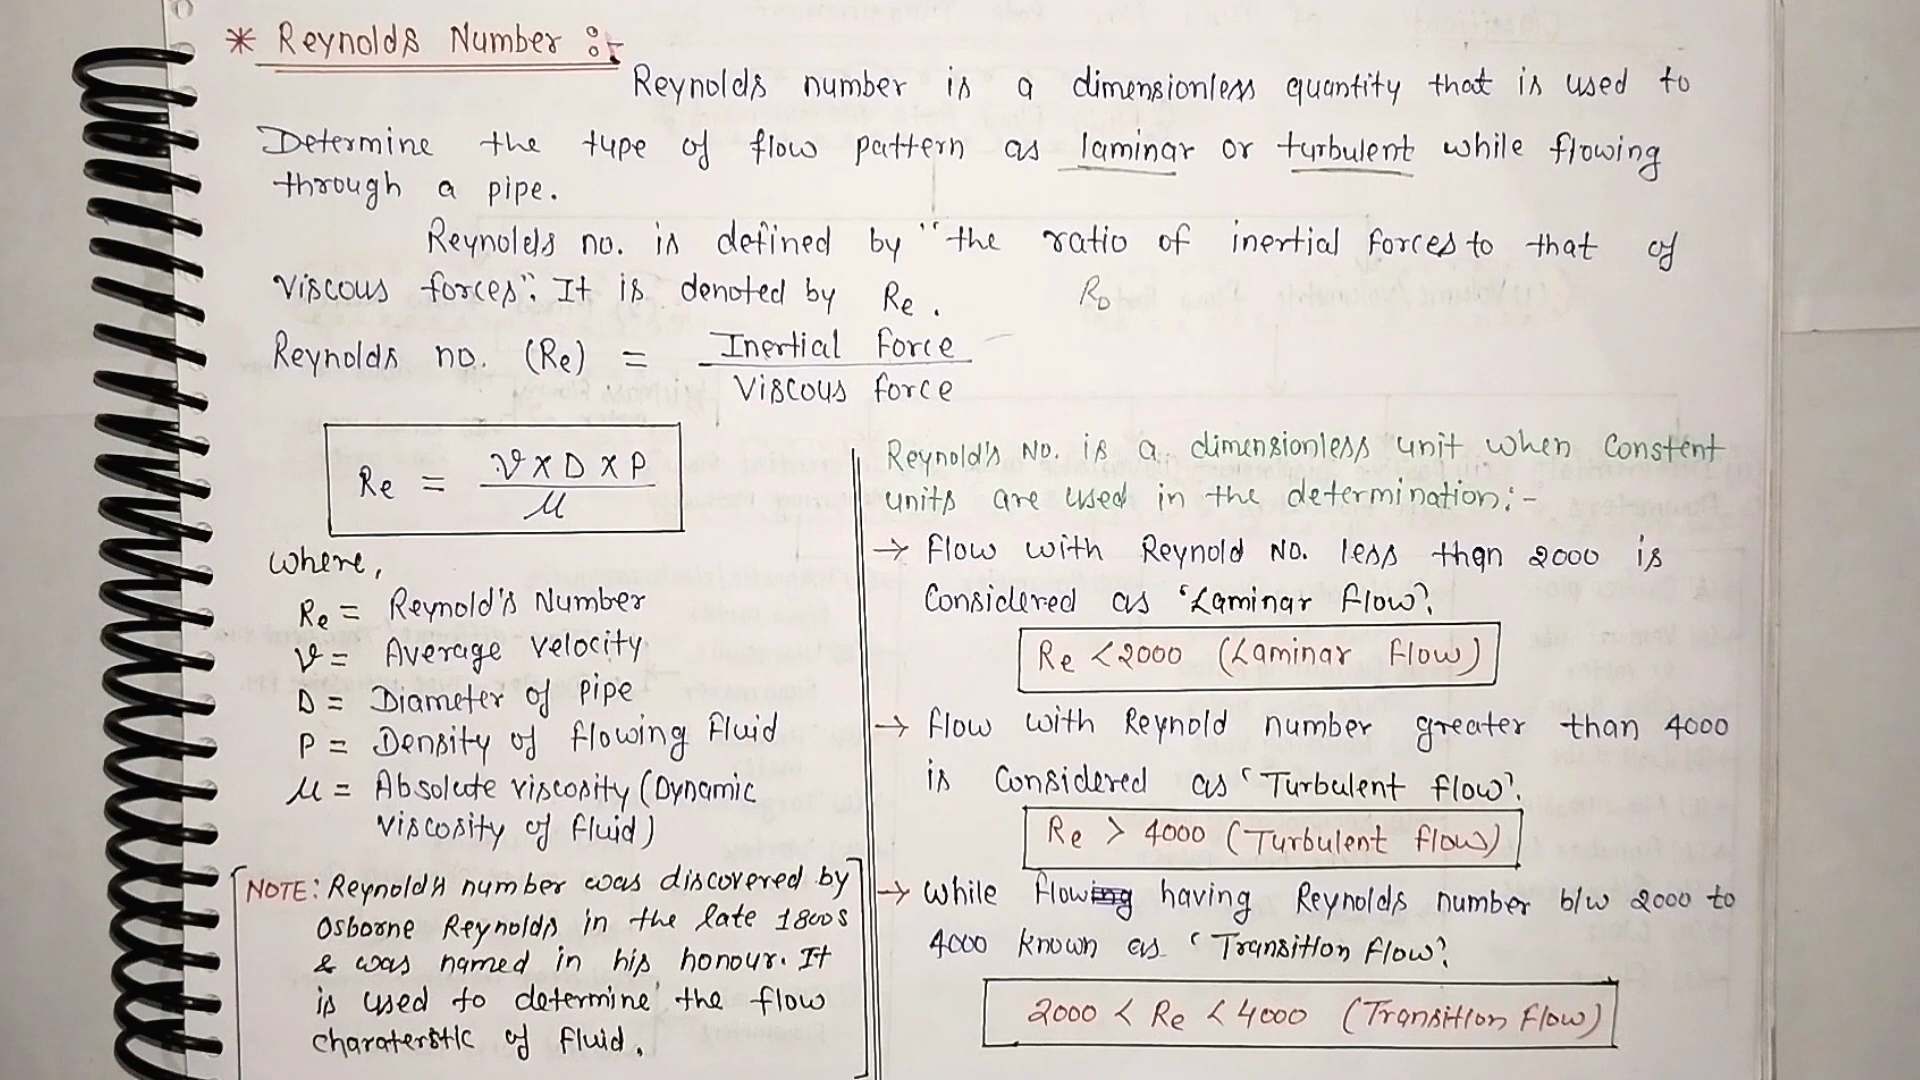 * Reynolds Number :-
Reynolds number is a dimensionless quantity that is used to
Determine the type of flow pattern as laminar or turbulent while flowing
through a pipe.
Reynolds no. is defined by "the ratio of inertial forces to that of
viscous forces". It is denoted by Re. RD
Reynolds no. (Re) = Inertial Force
Viscous force
Re = v x D x P
μ
where,
Re = Reynold's Number
v = Average velocity
D = Diameter of pipe
P = Density of flowing Fluid
μ = Absolute viscosity (Dynamic
viscosity of fluid)
NOTE: Reynolds number was discovered by
Osborne Reynolds in the late 1800s
& was named in his honour. It
is used to determine the flow
charaterstic of fluid.
Reynold's No. is a dimensionless unit when Constent
units are used in the determination:-
→ Flow with Reynold No. less than 2000 is
Considered as 'Laminar Flow'.
Re < 2000 (Laminar Flow)
→ flow with Reynold number greater than 4000
is Considered as 'Turbulent flow'.
Re > 4000 (Turbulent flow)
→ while flow having Reynolds number b/w 2000 to
4000 known as 'Transition Flow'.
2000 < Re < 4000 (Transition Flow)